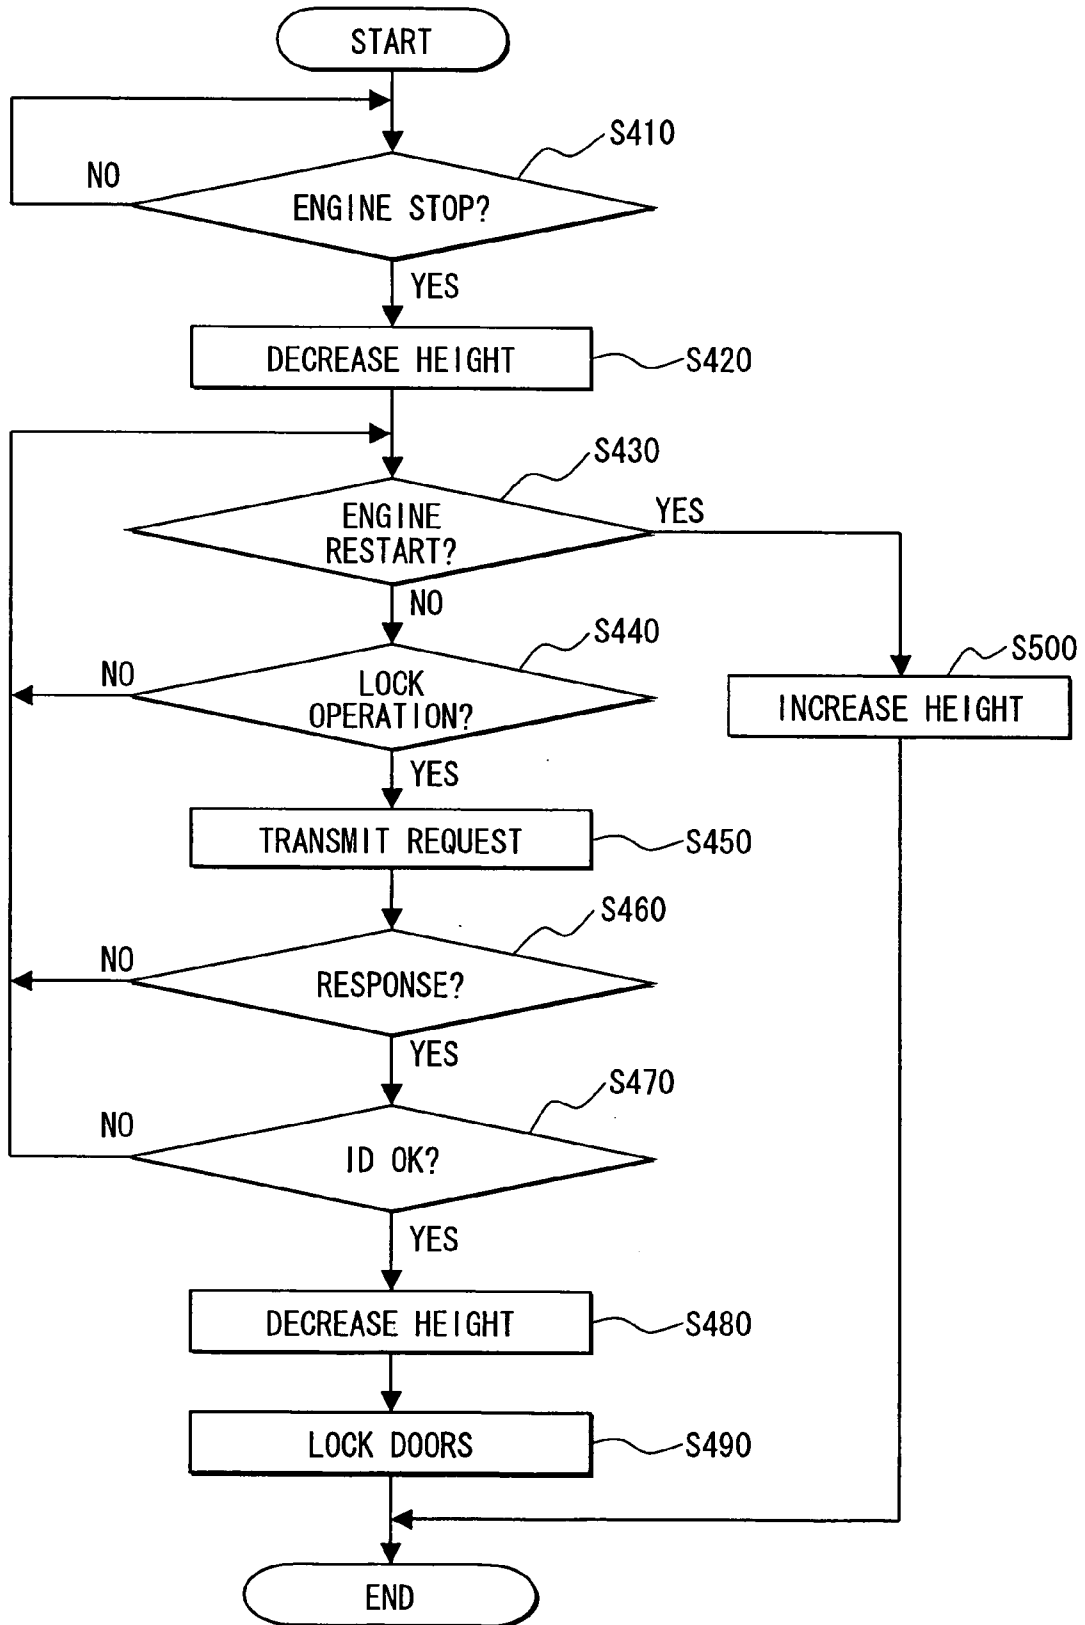 START
S410
NO
ENGINE STOP?
YES
DECREASE HEIGHT
S420
S430
ENGINE
RESTART?
YES
NO
S440
NO
LOCK
OPERATION?
S500
INCREASE HEIGHT
YES
TRANSMIT REQUEST
S450
S460
NO
RESPONSE?
YES
S470
NO
ID OK?
YES
DECREASE HEIGHT
S480
LOCK DOORS
S490
END